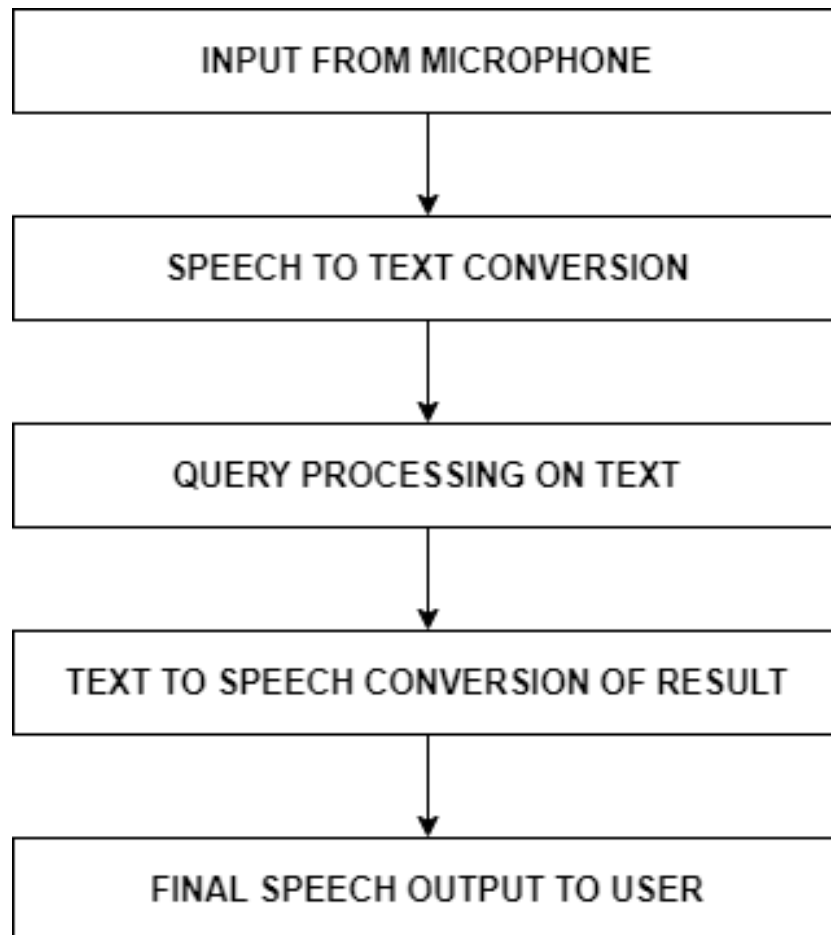 INPUT FROM MICROPHONE
SPEECH TO TEXT CONVERSION
QUERY PROCESSING ON TEXT
TEXT TO SPEECH CONVERSION OF RESULT
FINAL SPEECH OUTPUT TO USER